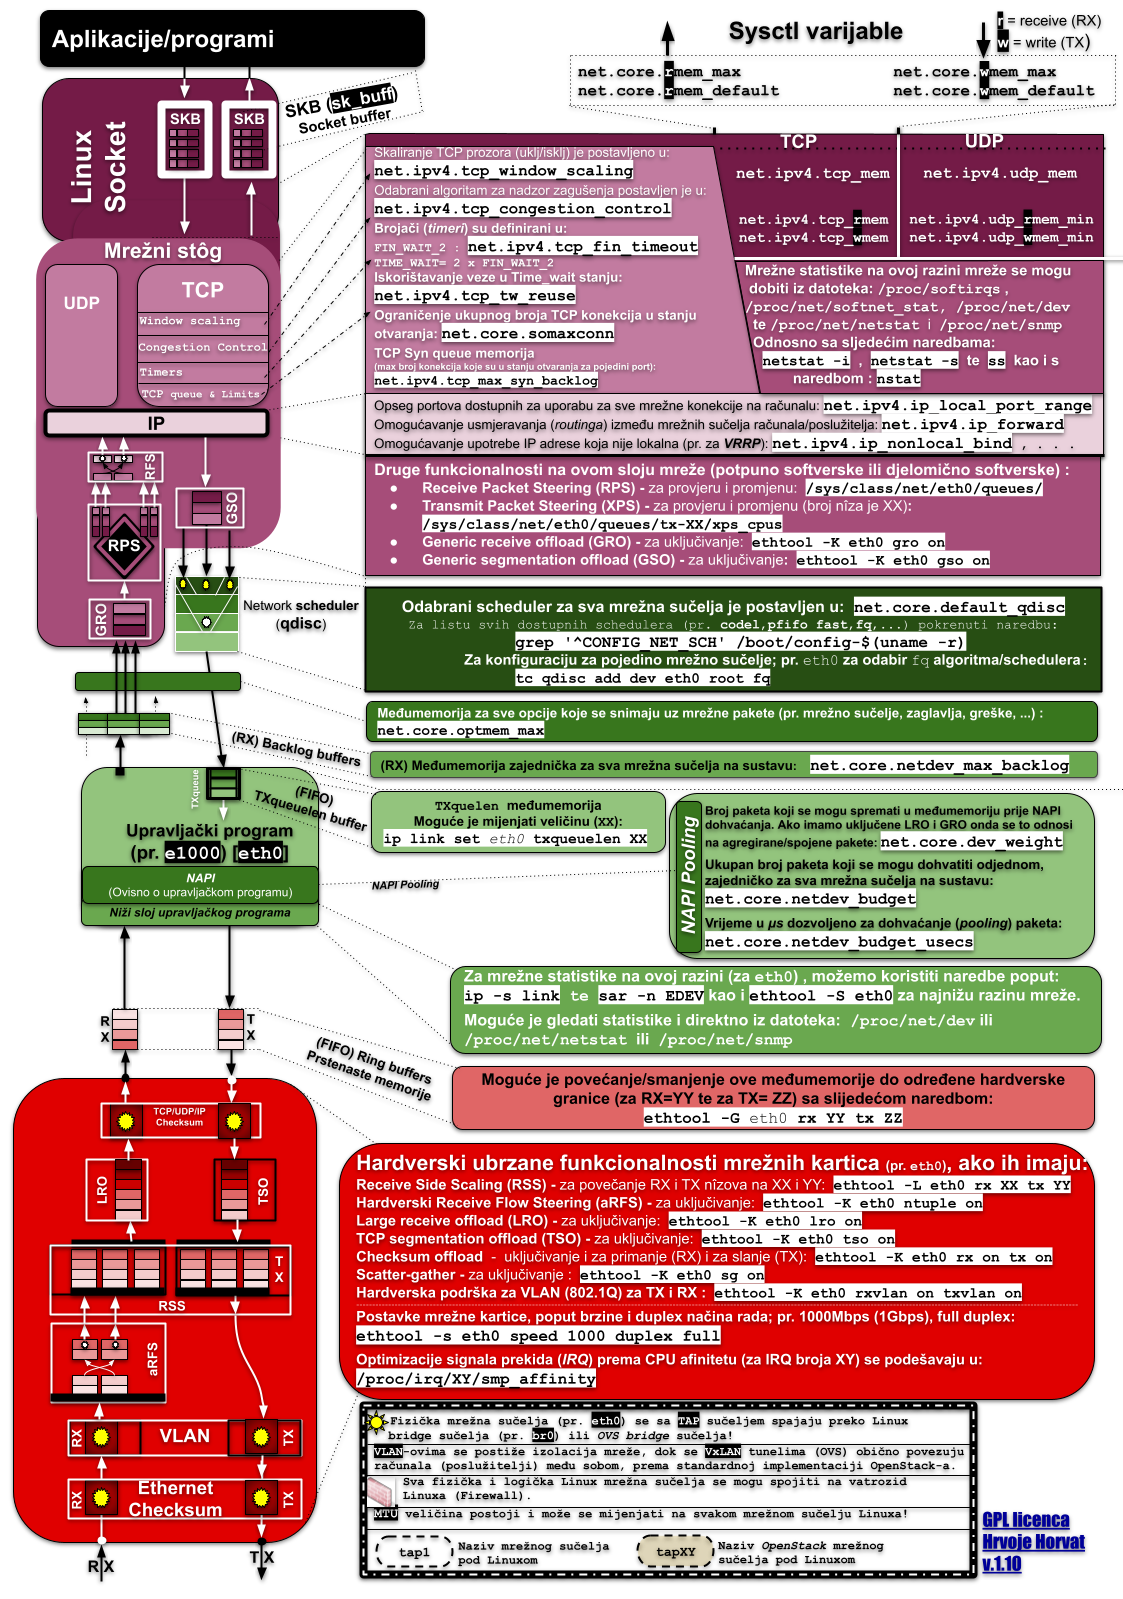 Aplikacije/programi
Sysctl varijable
r = receive (RX)
w = write (TX)
net.core.rmem_max
net.core.rmem_default
net.core.wmem_max
net.core.wmem_default
Linux
Socket
SKB
SKB
SKB (sk_buff)
Socket buffer
TCP
UDP
net.ipv4.tcp_mem
net.ipv4.udp_mem
net.ipv4.tcp_rmem
net.ipv4.tcp_wmem
net.ipv4.udp_rmem_min
net.ipv4.udp_wmem_min
Skaliranje TCP prozora (uklj/isklj) je postavljeno u:
net.ipv4.tcp_window_scaling
Odabrani algoritam za nadzor zagušenja postavljen je u:
net.ipv4.tcp_congestion_control
Brojači (timeri) su definirani u:
FIN_WAIT_2 : net.ipv4.tcp_fin_timeout
TIME_WAIT= 2 x FIN_WAIT_2
Iskorištavanje veze u Time_wait stanju:
net.ipv4.tcp_tw_reuse
Ograničenje ukupnog broja TCP konekcija u stanju
otvaranja: net.core.somaxconn
TCP Syn queue memorija
(max broj konekcija koje su u stanju otvaranja za pojedini port):
net.ipv4.tcp_max_syn_backlog
Mrežne statistike na ovoj razini mreže se mogu
dobiti iz datoteka: /proc/softirqs ,
/proc/net/softnet_stat, /proc/net/dev
te /proc/net/netstat i /proc/net/snmp
Odnosno sa sljedećim naredbama:
netstat -i , netstat -s te ss kao i s
naredbom : nstat
Mrežni stôg
UDP
TCP
Window scaling
Congestion Control
Timers
TCP queue & Limits
IP
Opseg portova dostupnih za uporabu za sve mrežne konekcije na računalu: net.ipv4.ip_local_port_range
Omogućavanje usmjeravanja (routinga) između mrežnih sučelja računala/poslužitelja: net.ipv4.ip_forward
Omogućavanje upotrebe IP adrese koja nije lokalna (pr. za VRRP): net.ipv4.ip_nonlocal_bind , . . .
RFS
GSO
RPS
GRO
Druge funkcionalnosti na ovom sloju mreže (potpuno softverske ili djelomično softverske) :
● Receive Packet Steering (RPS) - za provjeru i promjenu: /sys/class/net/eth0/queues/
● Transmit Packet Steering (XPS) - za provjeru i promjenu (broj nîza je XX):
/sys/class/net/eth0/queues/tx-XX/xps_cpus
● Generic receive offload (GRO) - za uključivanje: ethtool -K eth0 gro on
● Generic segmentation offload (GSO) - za uključivanje: ethtool -K eth0 gso on
Network scheduler
(qdisc)
Odabrani scheduler za sva mrežna sučelja je postavljen u: net.core.default_qdisc
Za listu svih dostupnih schedulera (pr. codel,pfifo fast,fq,...) pokrenuti naredbu:
grep '^CONFIG_NET_SCH' /boot/config-$(uname -r)
Za konfiguraciju za pojedino mrežno sučelje; pr. eth0 za odabir fq algoritma/schedulera:
tc qdisc add dev eth0 root fq
Međumemorija za sve opcije koje se snimaju uz mrežne pakete (pr. mrežno sučelje, zaglavlja, greške, ...) :
net.core.optmem_max
(RX) Backlog buffers
(RX) Međumemorija zajednička za sva mrežna sučelja na sustavu: net.core.netdev_max_backlog
TXqueue
(FIFO)
TXqueuelen buffer
TXquelen međumemorija
Moguće je mijenjati veličinu (XX):
ip link set eth0 txqueuelen XX
Upravljački program
(pr. e1000) [eth0]
NAPI
(Ovisno o upravljačkom programu)
Niži sloj upravljačkog programa
NAPI Pooling
NAPI Pooling
Broj paketa koji se mogu spremati u međumemoriju prije NAPI
dohvaćanja. Ako imamo uključene LRO i GRO onda se to odnosi
na agregirane/spojene pakete: net.core.dev_weight
Ukupan broj paketa koji se mogu dohvatiti odjednom,
zajedničko za sva mrežna sučelja na sustavu:
net.core.netdev_budget
Vrijeme u µs dozvoljeno za dohvaćanje (pooling) paketa:
net.core.netdev_budget_usecs
Za mrežne statistike na ovoj razini (za eth0) , možemo koristiti naredbe poput:
ip -s link te sar -n EDEV kao i ethtool -S eth0 za najnižu razinu mreže.
Moguće je gledati statistike i direktno iz datoteka: /proc/net/dev ili
/proc/net/netstat ili /proc/net/snmp
R
X
T
X
(FIFO) Ring buffers
Prstenaste memorije
Moguće je povećanje/smanjenje ove međumemorije do određene hardverske
granice (za RX=YY te za TX= ZZ) sa slijedećom naredbom:
ethtool -G eth0 rx YY tx ZZ
TCP/UDP/IP
Checksum
LRO
TSO
T
X
RSS
aRFS
RX
VLAN
TX
RX
Ethernet
Checksum
TX
R X
T X
Hardverski ubrzane funkcionalnosti mrežnih kartica (pr. eth0), ako ih imaju:
Receive Side Scaling (RSS) - za povečanje RX i TX nîzova na XX i YY: ethtool -L eth0 rx XX tx YY
Hardverski Receive Flow Steering (aRFS) - za uključivanje: ethtool -K eth0 ntuple on
Large receive offload (LRO) - za uključivanje: ethtool -K eth0 lro on
TCP segmentation offload (TSO) - za uključivanje: ethtool -K eth0 tso on
Checksum offload - uključivanje i za primanje (RX) i za slanje (TX): ethtool -K eth0 rx on tx on
Scatter-gather - za uključivanje : ethtool -K eth0 sg on
Hardverska podrška za VLAN (802.1Q) za TX i RX : ethtool -K eth0 rxvlan on txvlan on
Postavke mrežne kartice, poput brzine i duplex načina rada; pr. 1000Mbps (1Gbps), full duplex:
ethtool -s eth0 speed 1000 duplex full
Optimizacije signala prekida (IRQ) prema CPU afinitetu (za IRQ broja XY) se podešavaju u:
/proc/irq/XY/smp_affinity
Fizička mrežna sučelja (pr. eth0) se sa TAP sučeljem spajaju preko Linux
bridge sučelja (pr. br0) ili OVS bridge sučelja!
VLAN-ovima se postiže izolacija mreže, dok se VxLAN tunelima (OVS) obično povezuju
računala (poslužitelji) među sobom, prema standardnoj implementaciji OpenStack-a.
Sva fizička i logička Linux mrežna sučelja se mogu spojiti na vatrozid
Linuxa (Firewall).
MTU veličina postoji i može se mijenjati na svakom mrežnom sučelju Linuxa!
tap1
Naziv mrežnog sučelja
pod Linuxom
tapXY
Naziv OpenStack mrežnog
sučelja pod Linuxom
GPL licenca
Hrvoje Horvat
v.1.10